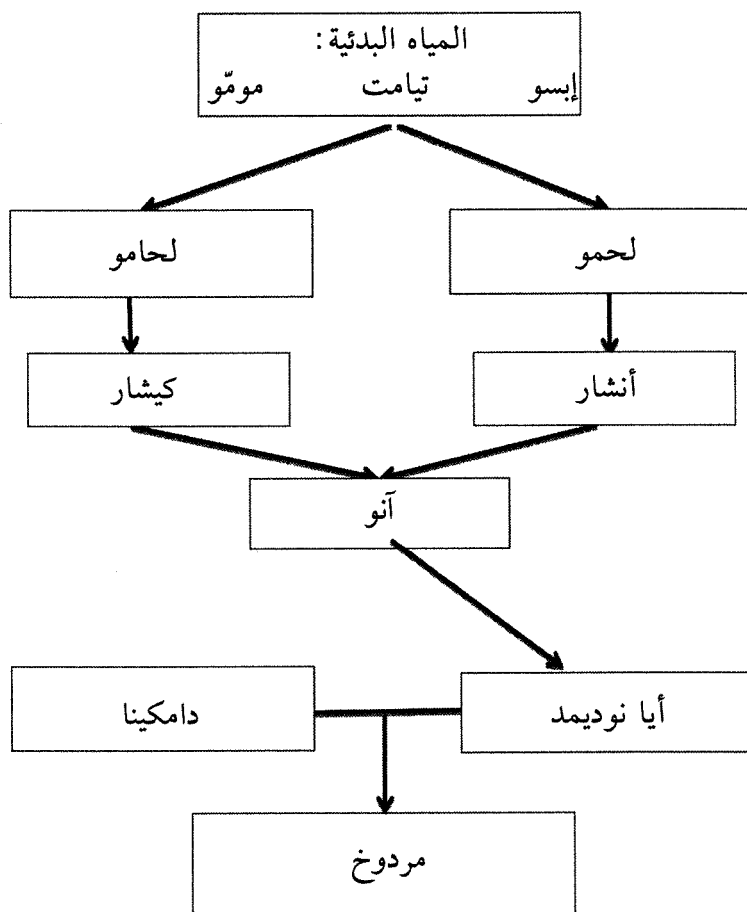 المياه البدئية:
إبسو تيامت مومّو
لحمو لحامو
أنشار كيشار
آنو
أيا نوديمد دامكينا
مردوخ